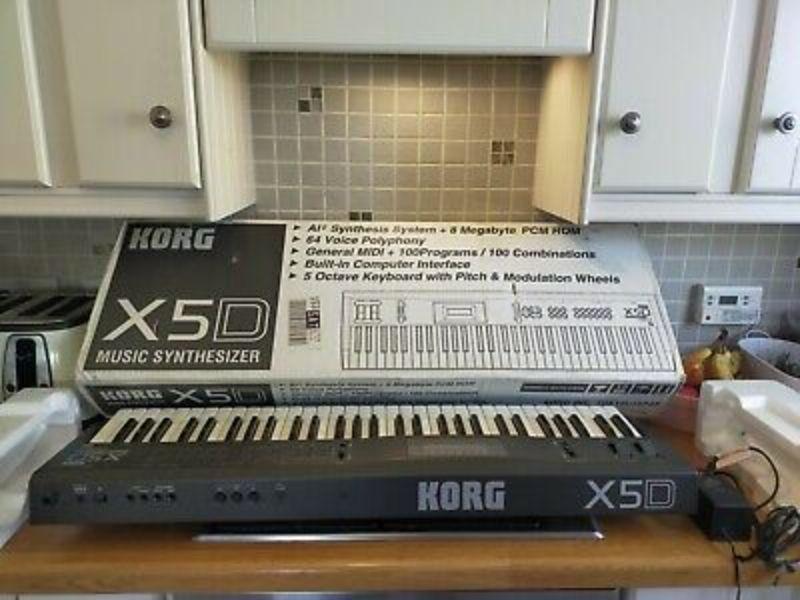 KORG
X5D
MUSIC SYNTHESIZER
► AI² Synthesis System + 8 Megabyte PCM ROM
► 64 Voice Polyphony
► General MIDI + 100Programs / 100 Combinations
► Built-in Computer Interface
► 5 Octave Keyboard with Pitch & Modulation Wheels
X5D
KORG X5D
KORG X5D